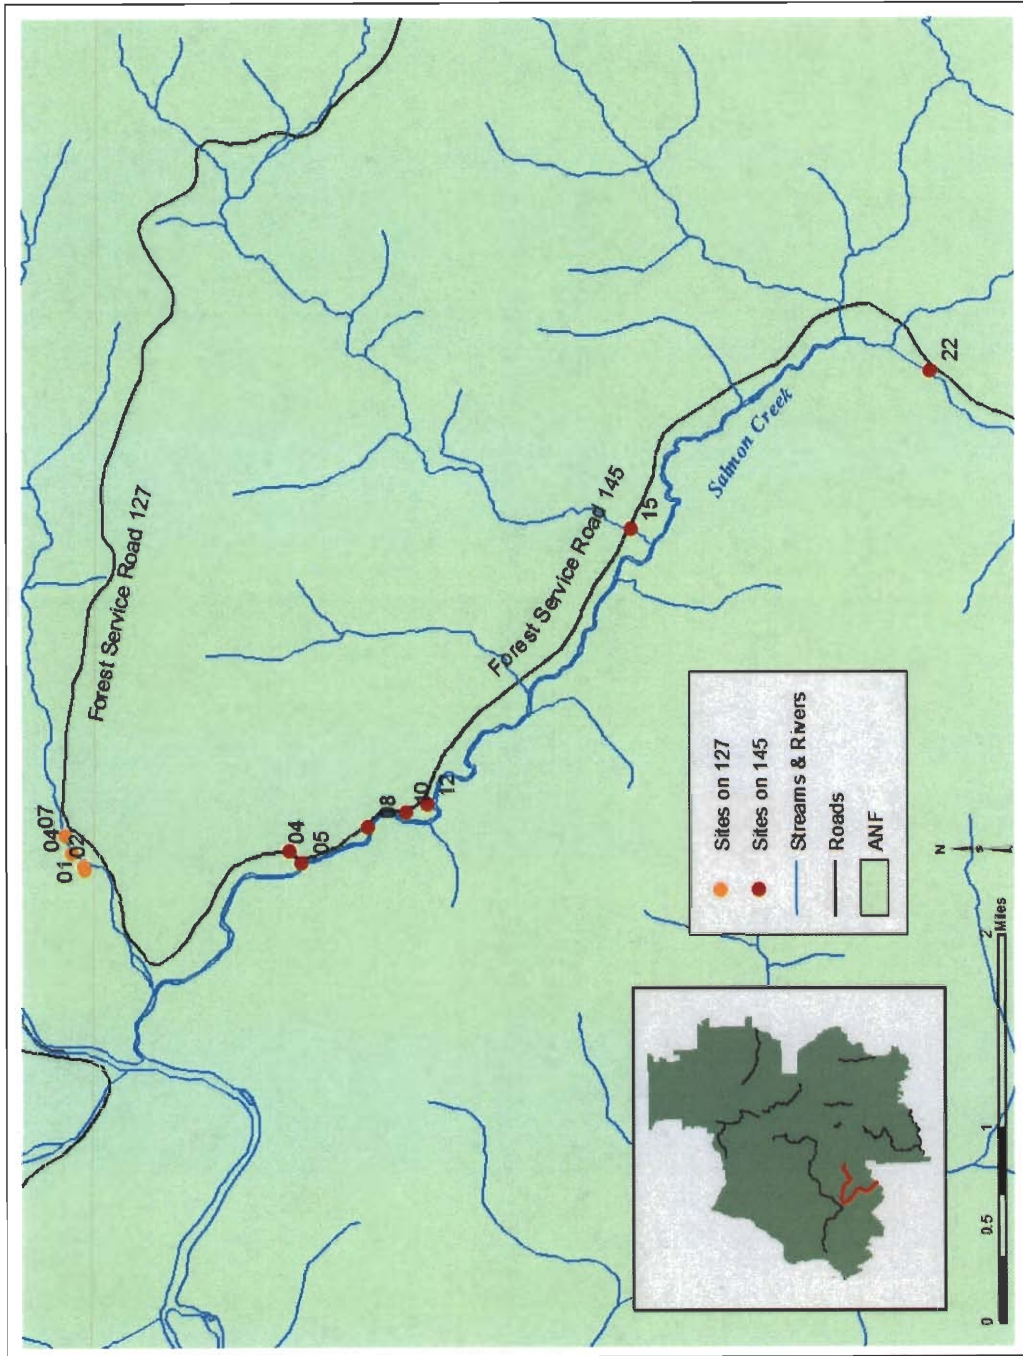 01
02
04
07
Forest Service Road 127
04
05
08
10
12
Forest Service Road 145
15
Salmon Creek
22
Sites on 127
Sites on 145
Streams & Rivers
Roads
ANF
N
S
0
0.5
1
2
Miles